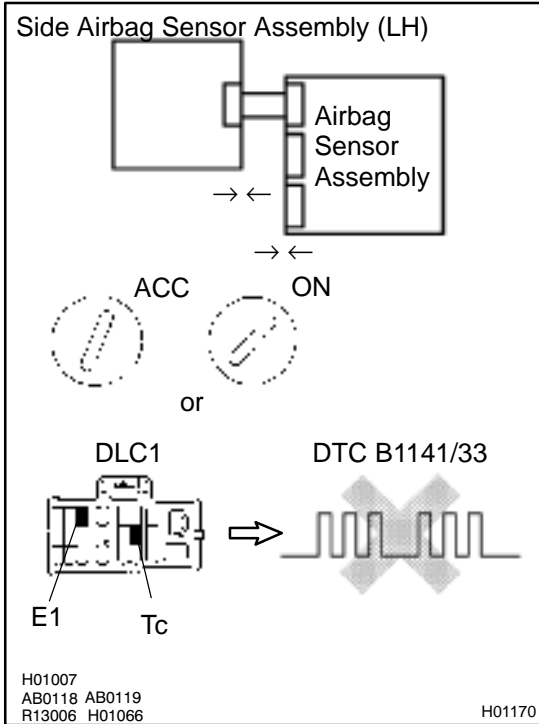 Side Airbag Sensor Assembly (LH)
Airbag
Sensor
Assembly
ACC
ON
or
DLC1
DTC B1141/33
E1
Tc
H01007
AB0118 AB0119
R13006 H01066
H01170